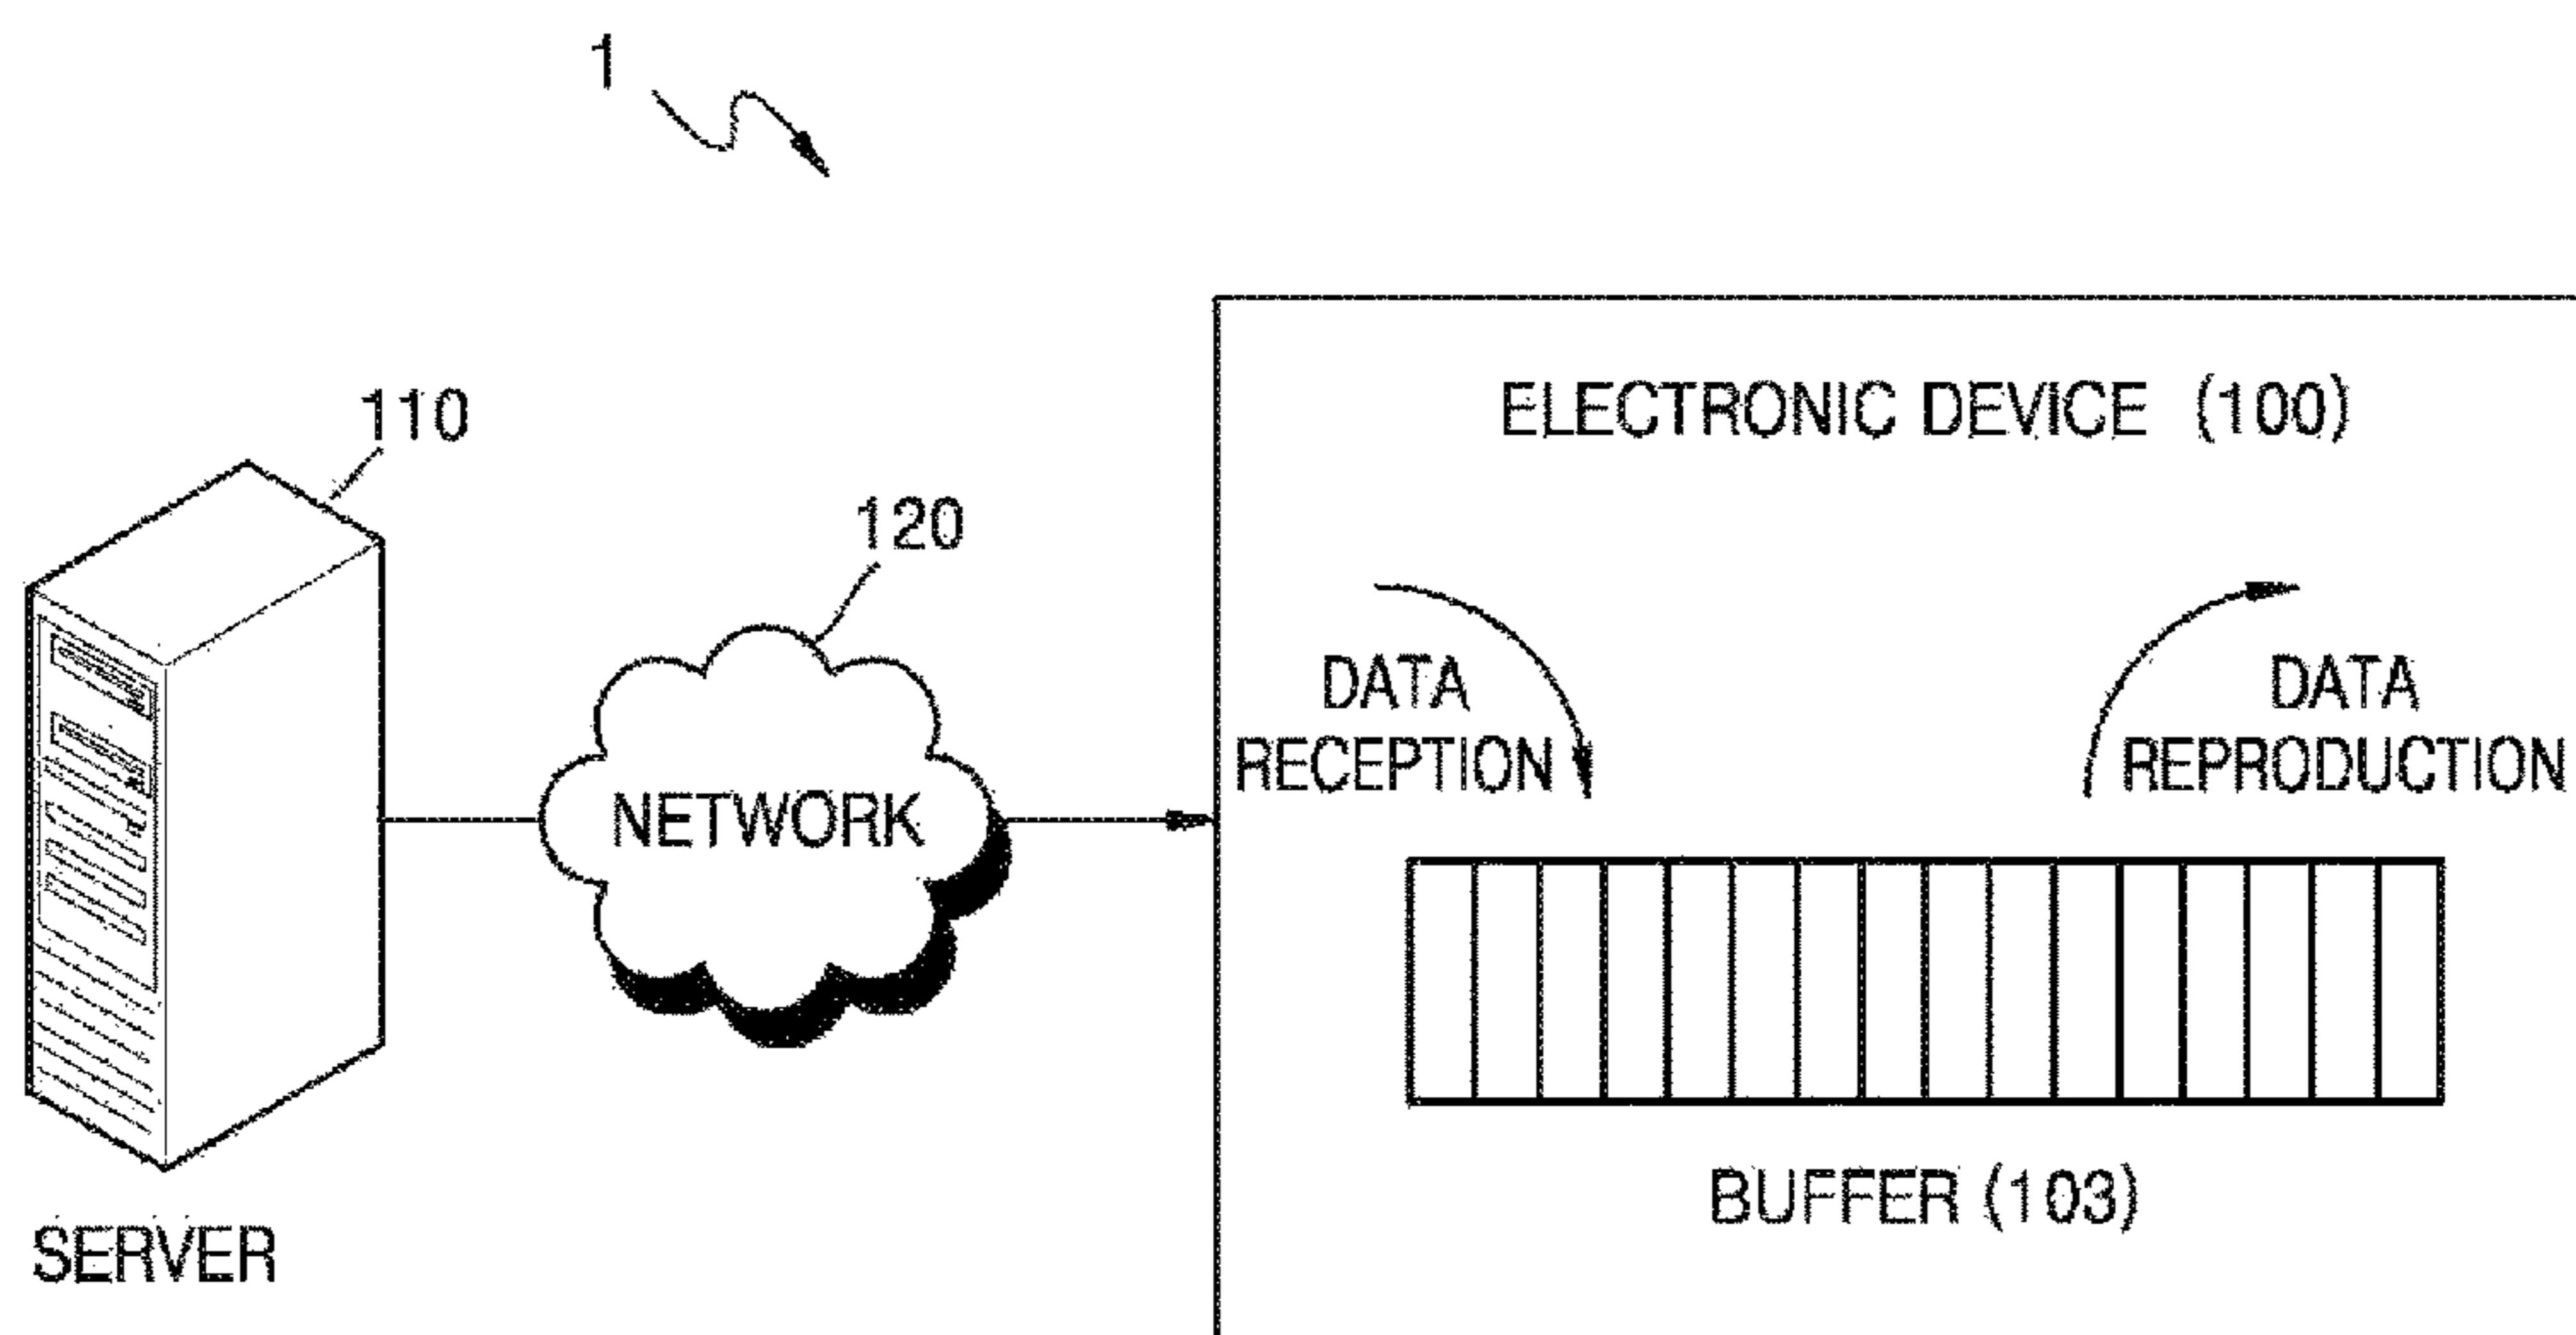 1
110
ELECTRONIC DEVICE (100)
120
DATA
RECEPTION
DATA
REPRODUCTION
NETWORK
BUFFER (103)
SERVER